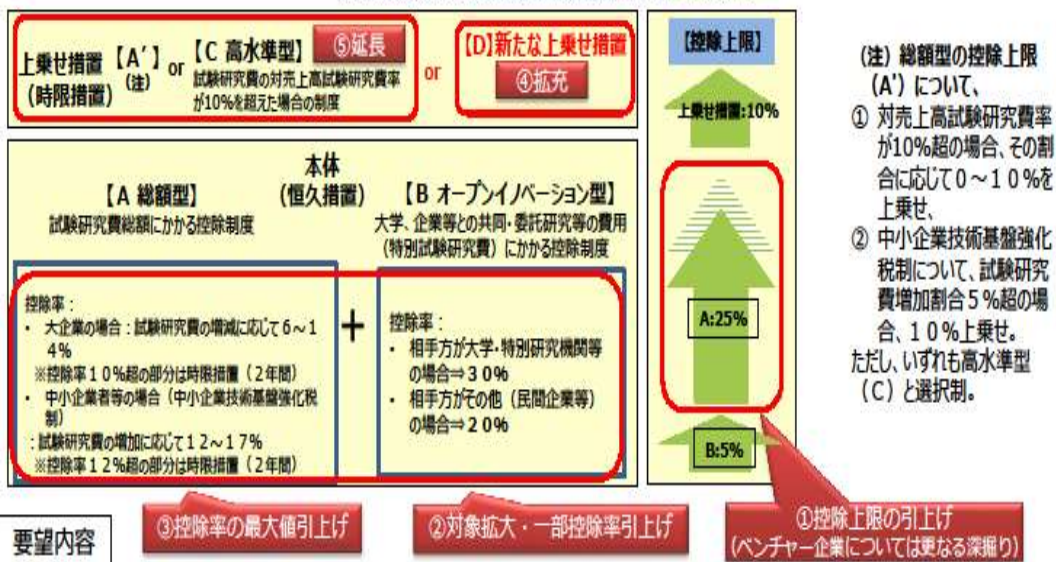 上乗せ措置
(時限措置)
【A´】
(注)
or
【C 高水準型】
⑤延長
試験研究費の対売上高試験研究費率
が10%を超えた場合の制度
or
【D】新たな上乗せ措置
④拡充
本体
(恒久措置)
【A 総額型】
試験研究費総額にかかる控除制度
【B オープンイノベーション型】
大学、企業等との共同・委託研究等の費用
(特別試験研究費)にかかる控除制度
控除率:
・ 大企業の場合:試験研究費の増減に応じて6~1
4%
※控除率10%超の部分は時限措置(2年間)
・ 中小企業者等の場合(中小企業技術基盤強化税
制)
:試験研究費の増加に応じて12~17%
※控除率12%超の部分は時限措置(2年間)
+
控除率:
・ 相手方が大学・特別研究機関等
の場合⇒30%
・ 相手方がその他(民間企業等)
の場合⇒20%
【控除上限】
上乗せ措置:10%
A:25%
B:5%
(注)総額型の控除上限
(A')について、
① 対売上高試験研究費率
が10%超の場合、その割
合に応じて0~10%を
上乗せ、
② 中小企業技術基盤強化
税制について、試験研究
費増加割合5%超の場
合、10%上乗せ。
ただし、いずれも高水準型
(C)と選択制。
要望内容
③控除率の最大値引上げ
②対象拡大・一部控除率引上げ
①控除上限の引上げ
(ベンチャー企業については更なる深掘り)